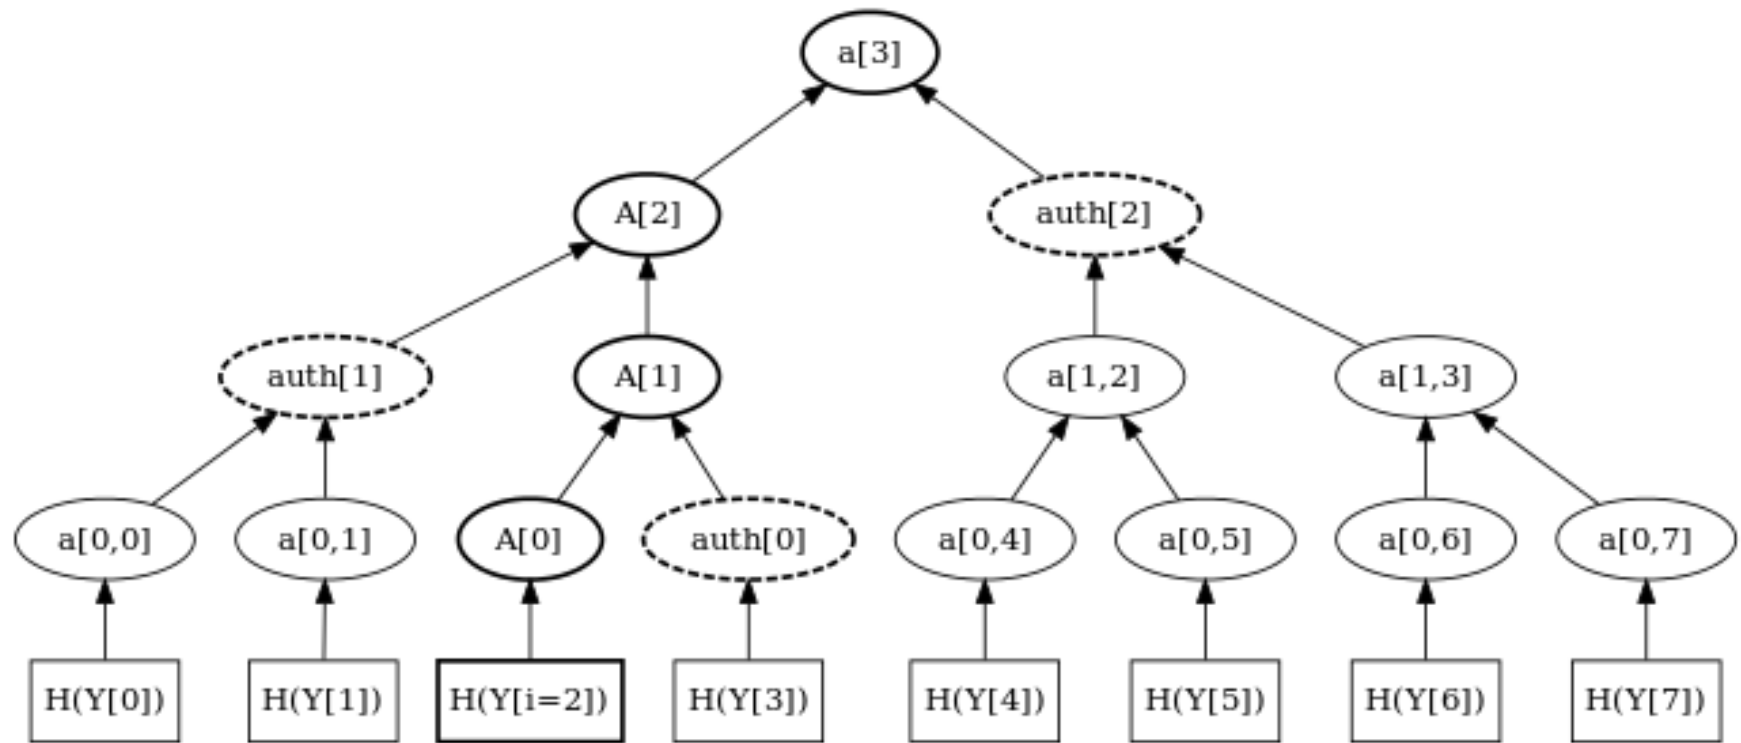 a[3]
A[2] auth[2]
auth[1] A[1] a[1,2] a[1,3]
a[0,0] a[0,1] A[0] auth[0] a[0,4] a[0,5] a[0,6] a[0,7]
H(Y[0]) H(Y[1]) H(Y[i=2]) H(Y[3]) H(Y[4]) H(Y[5]) H(Y[6]) H(Y[7])